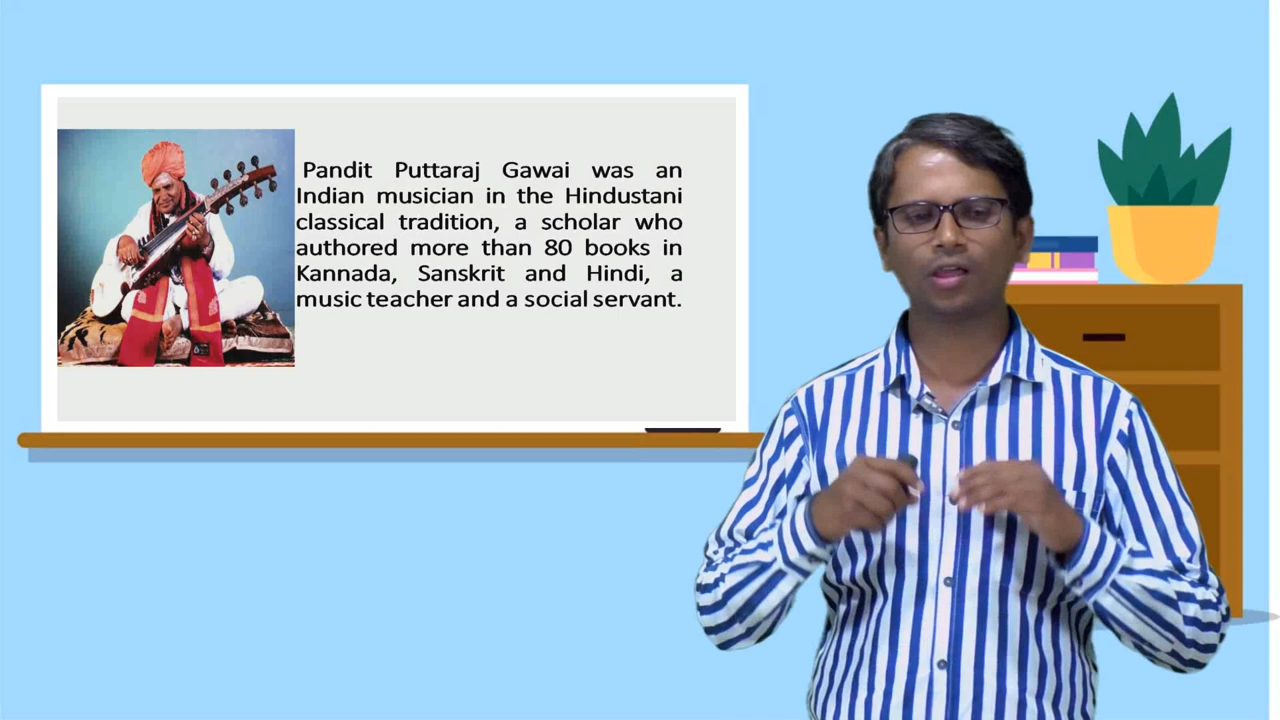 Pandit Puttaraj Gawai was an
Indian musician in the Hindustani
classical tradition, a scholar who
authored more than 80 books in
Kannada, Sanskrit and Hindi, a
music teacher and a social servant.